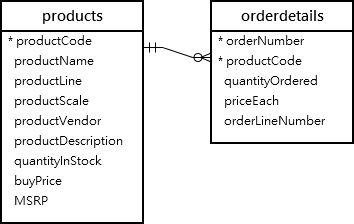 products
* productCode
productName
productLine
productScale
productVendor
productDescription
quantityInStock
buyPrice
MSRP
orderdetails
* orderNumber
* productCode
quantityOrdered
priceEach
orderLineNumber